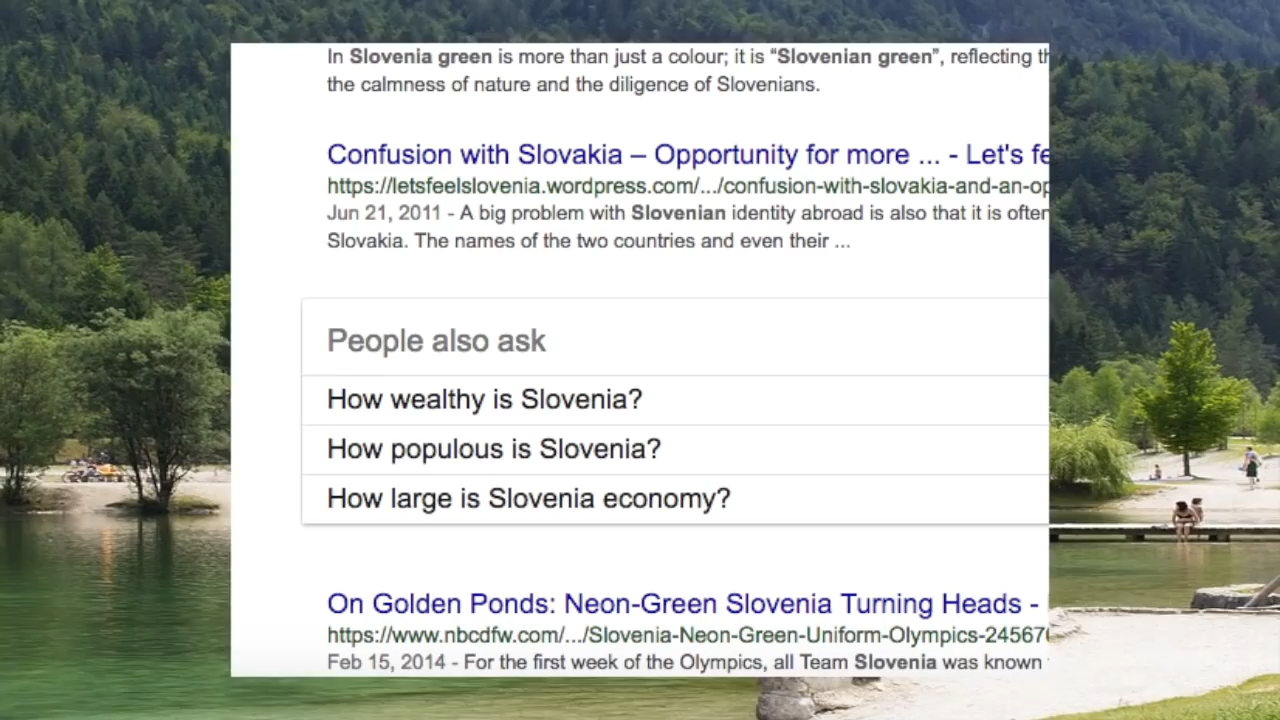 In Slovenia green is more than just a colour; it is “Slovenian green”, reflecting
the calmness of nature and the diligence of Slovenians.
Confusion with Slovakia – Opportunity for more ... - Let's
https://letsfeelslovenia.wordpress.com/.../confusion-with-slovakia-and-an-op
Jun 21, 2011 - A big problem with Slovenian identity abroad is also that it is often
Slovakia. The names of the two countries and even their ...
People also ask
How wealthy is Slovenia?
How populous is Slovenia?
How large is Slovenia economy?
On Golden Ponds: Neon-Green Slovenia Turning Heads -
https://www.nbcdfw.com/.../Slovenia-Neon-Green-Uniform-Olympics-24567
Feb 15, 2014 - For the first week of the Olympics, all Team Slovenia was known